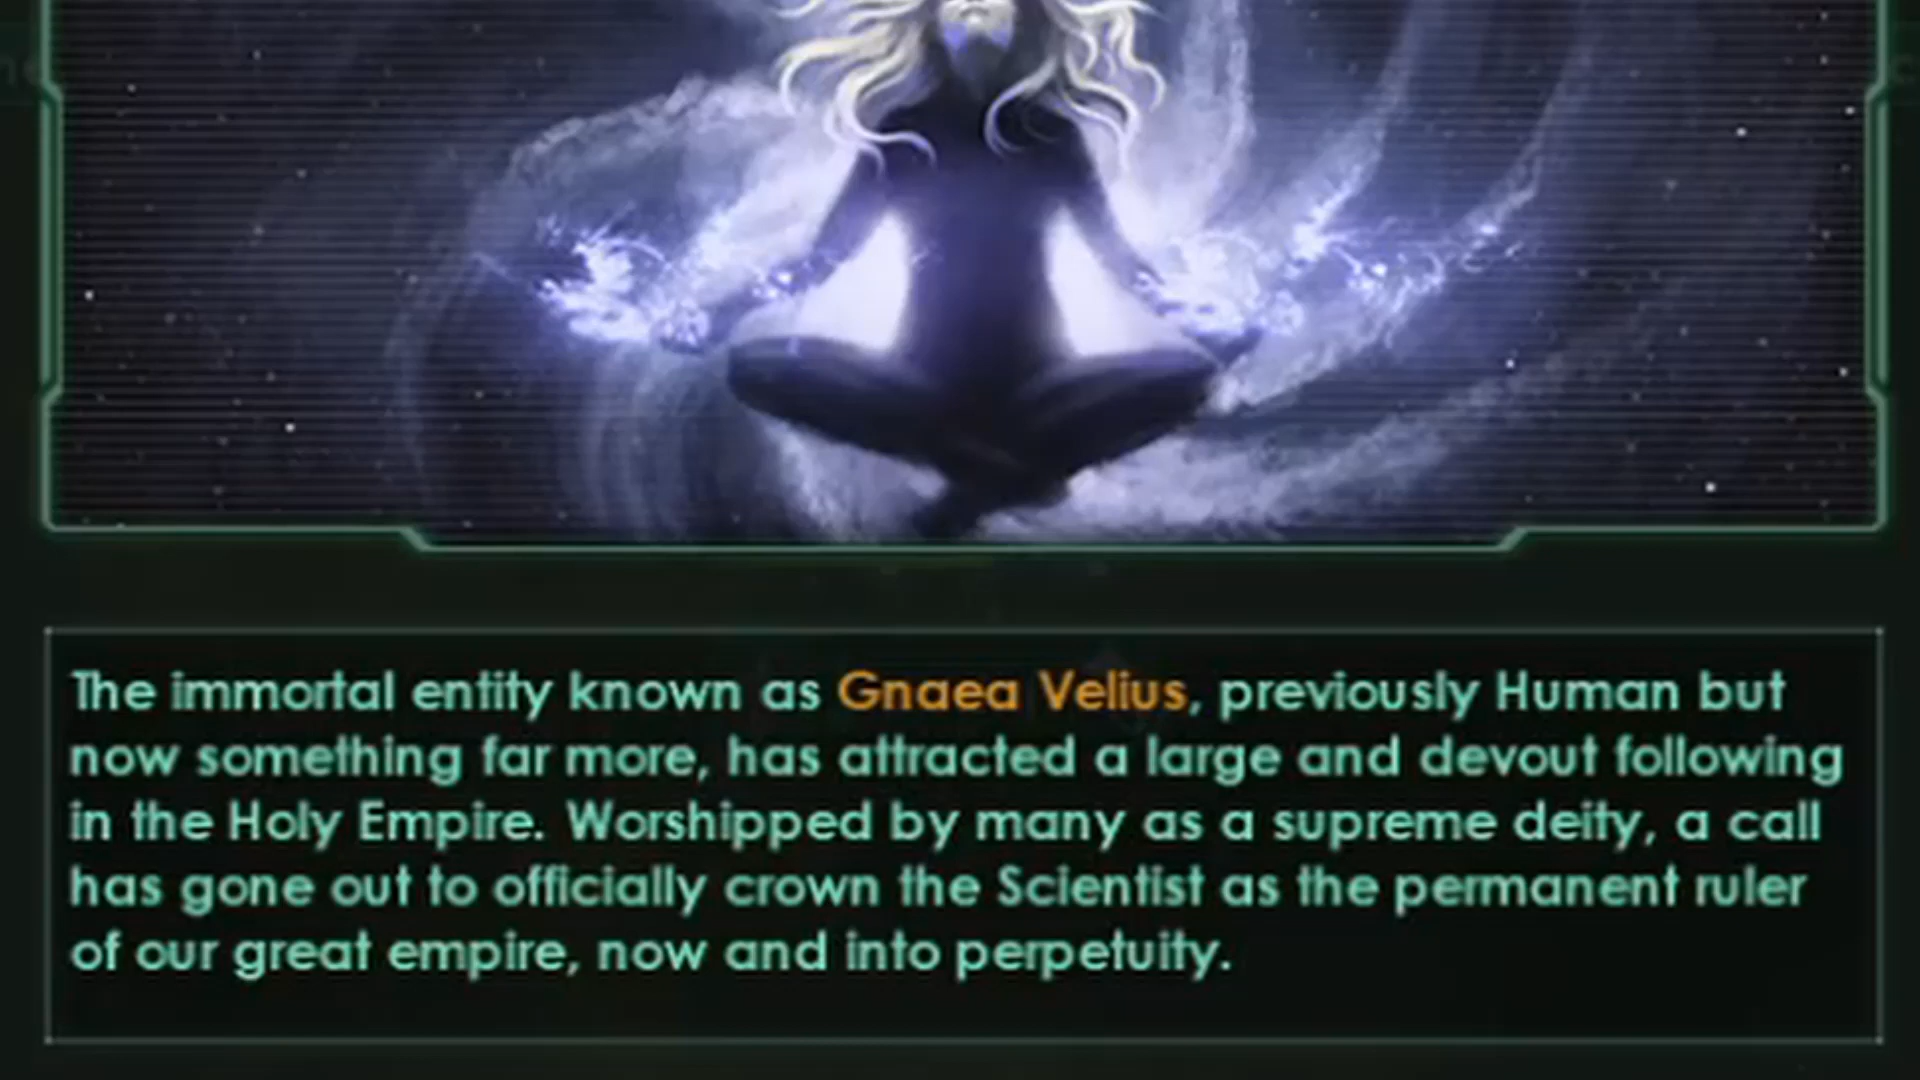 The immortal entity known as Gnaea Velius, previously Human but
now something far more, has attracted a large and devout following
in the Holy Empire. Worshipped by many as a supreme deity, a call
has gone out to officially crown the Scientist as the permanent ruler
of our great empire, now and into perpetuity.